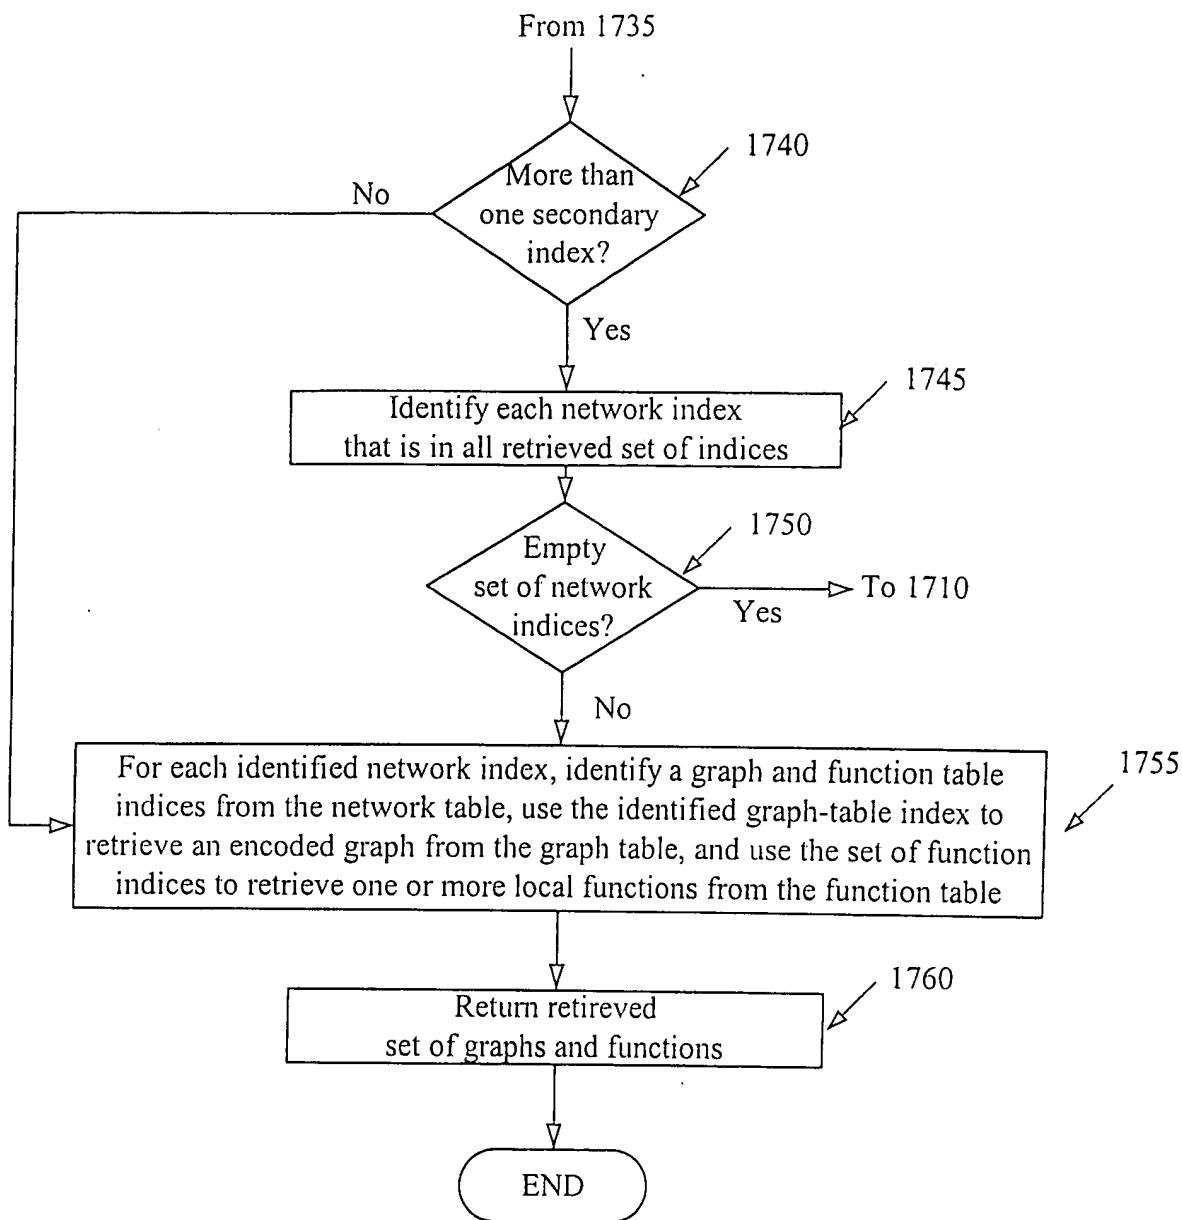 From 1735
1740
More than
one secondary
index?
No
Yes
1745
Identify each network index
that is in all retrieved set of indices
1750
Empty
set of network
indices?
To 1710
Yes
No
1755
For each identified network index, identify a graph and function table
indices from the network table, use the identified graph-table index to
retrieve an encoded graph from the graph table, and use the set of function
indices to retrieve one or more local functions from the function table
1760
Return retireved
set of graphs and functions
END